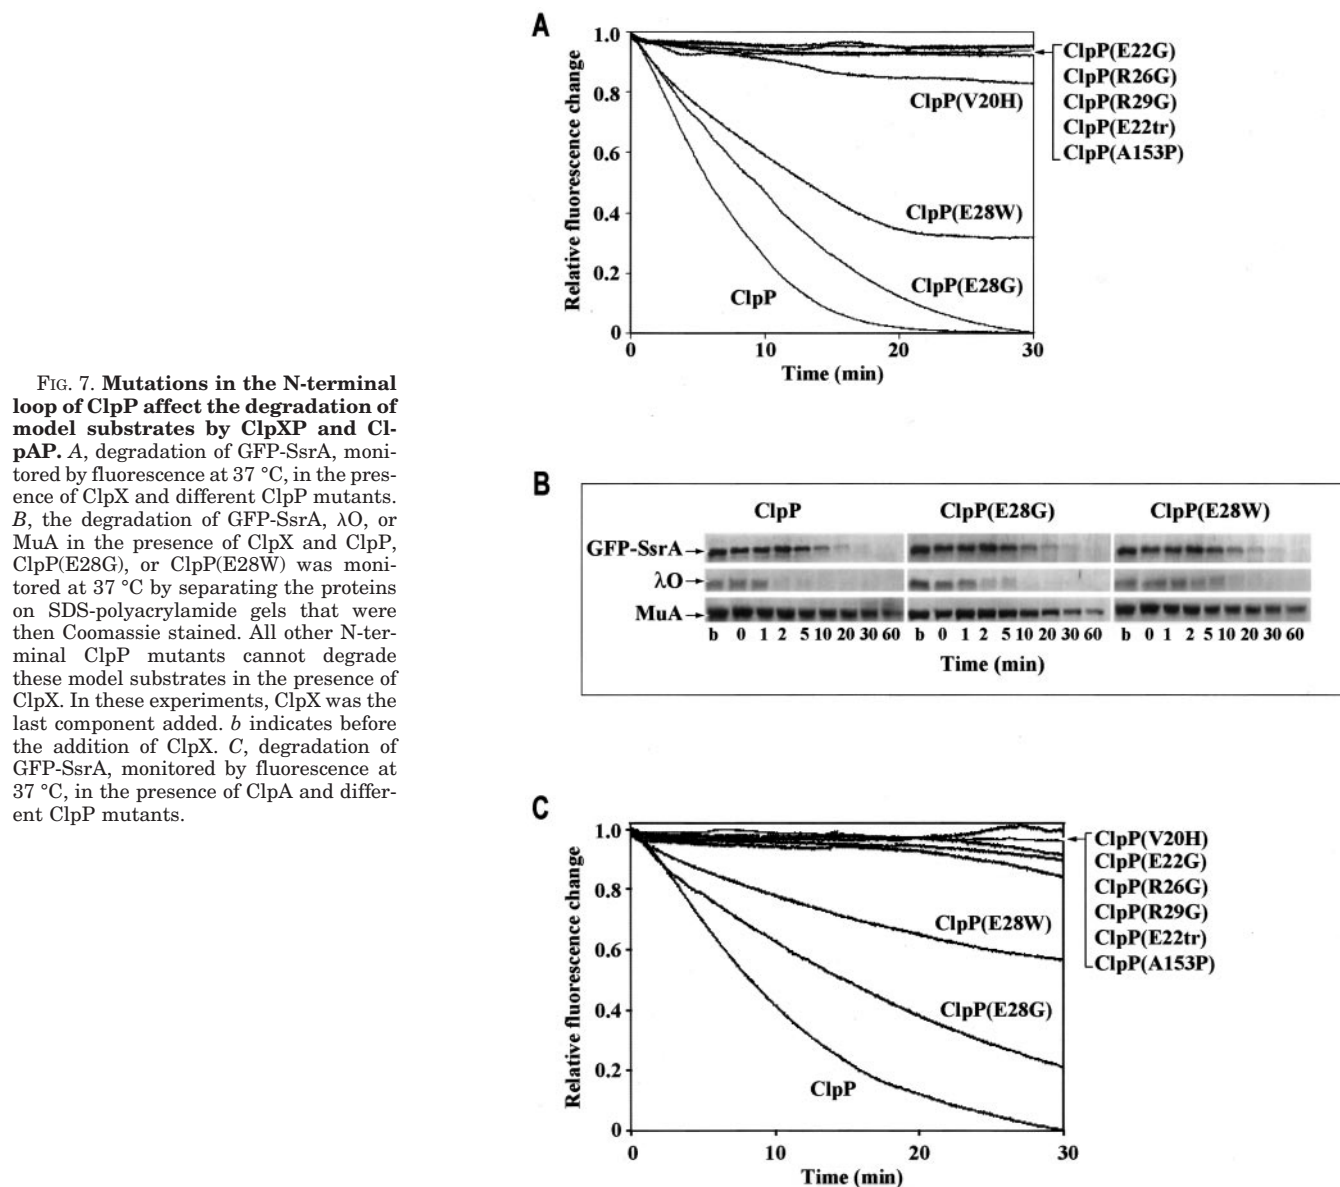 FIG. 7. Mutations in the N-terminal
loop of ClpP affect the degradation of
model substrates by ClpXP and Cl-
pAP. A, degradation of GFP-SsrA, moni-
tored by fluorescence at 37 °C, in the pres-
ence of ClpX and different ClpP mutants.
B, the degradation of GFP-SsrA, λO, or
MuA in the presence of ClpX and ClpP,
ClpP(E28G), or ClpP(E28W) was moni-
tored at 37 °C by separating the proteins
on SDS-polyacrylamide gels that were
then Coomassie stained. All other N-ter-
minal ClpP mutants cannot degrade
these model substrates in the presence of
ClpX. In these experiments, ClpX was the
last component added. b indicates before
the addition of ClpX. C, degradation of
GFP-SsrA, monitored by fluorescence at
37 °C, in the presence of ClpA and differ-
ent ClpP mutants.
A
Relative fluorescence change
1.0
0.8
0.6
0.4
0.2
0
ClpP(E22G)
ClpP(R26G)
ClpP(R29G)
ClpP(E22tr)
ClpP(A153P)
ClpP(V20H)
ClpP(E28W)
ClpP(E28G)
ClpP
0 10 20 30
Time (min)
B
ClpP ClpP(E28G) ClpP(E28W)
GFP-SsrA
λO
MuA
b 0 1 2 5 10 20 30 60 b 0 1 2 5 10 20 30 60 b 0 1 2 5 10 20 30 60
Time (min)
C
Relative fluorescence change
1.0
0.8
0.6
0.4
0.2
0
ClpP(V20H)
ClpP(E22G)
ClpP(R26G)
ClpP(R29G)
ClpP(E22tr)
ClpP(A153P)
ClpP(E28W)
ClpP(E28G)
ClpP
0 10 20 30
Time (min)